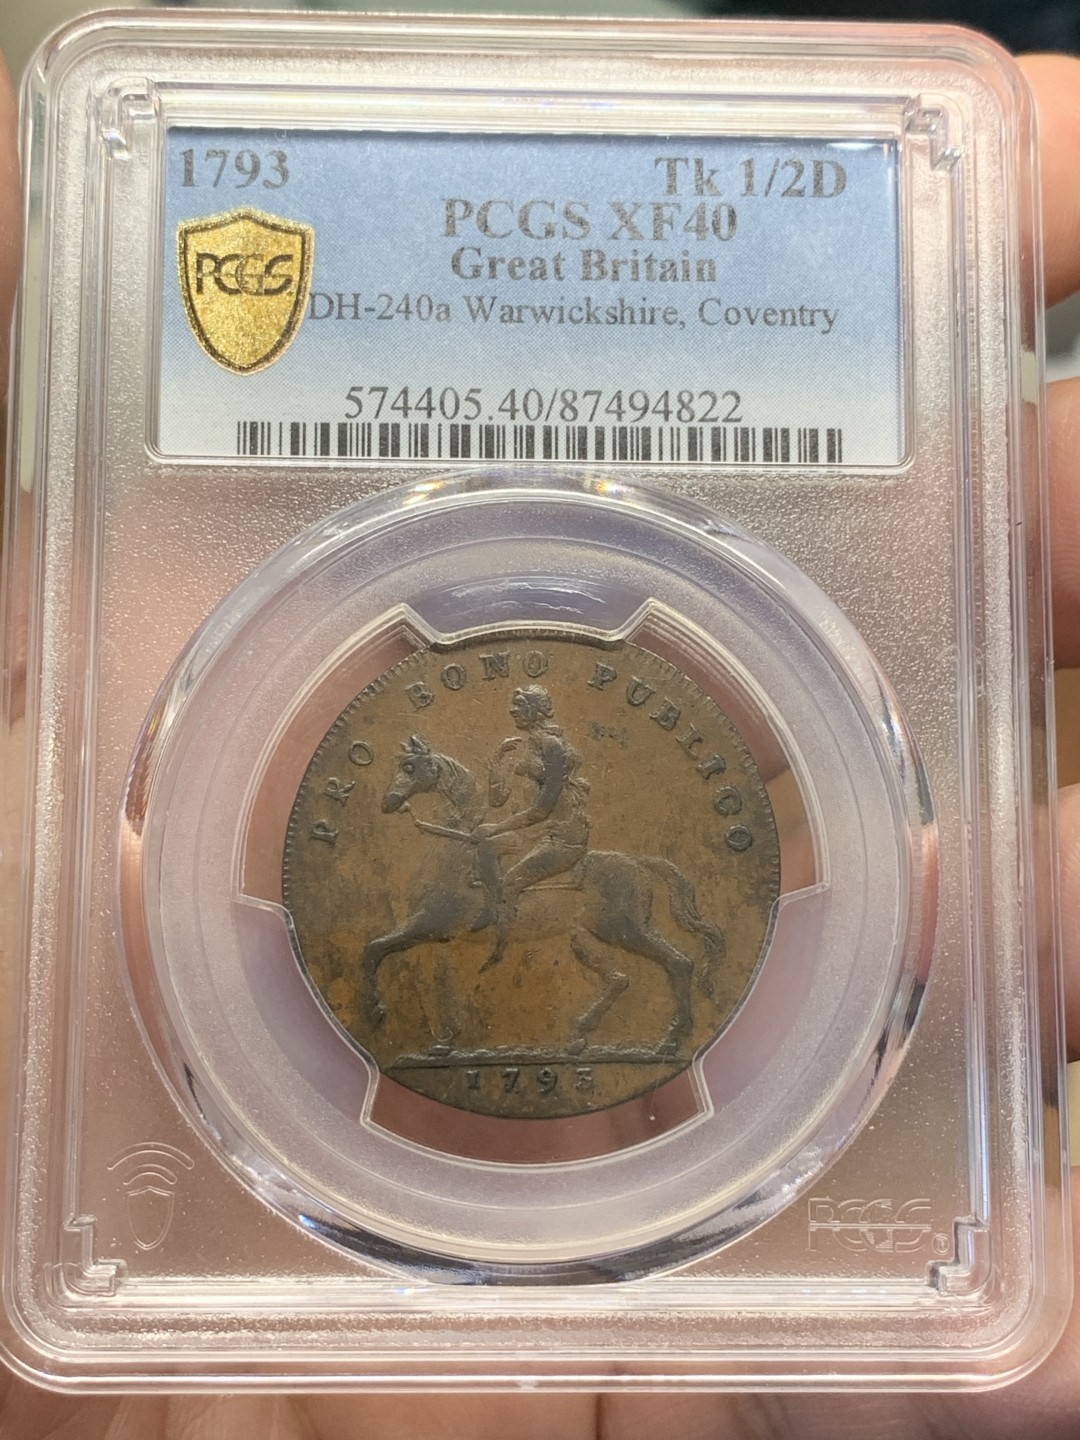 1793 Tk 1/2D
PCGS XF40
PCGS
Great Britain
DH-240a Warwickshire, Coventry
574405.40/87494822
PRO BONO PUBLICO
1793
PCGS